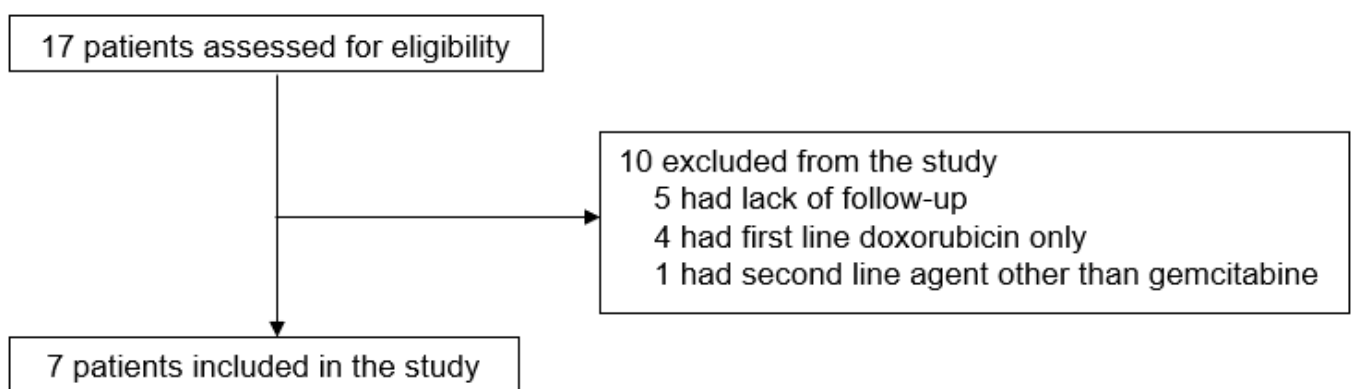 17 patients assessed for eligibility
10 excluded from the study
5 had lack of follow-up
4 had first line doxorubicin only
1 had second line agent other than gemcitabine
7 patients included in the study